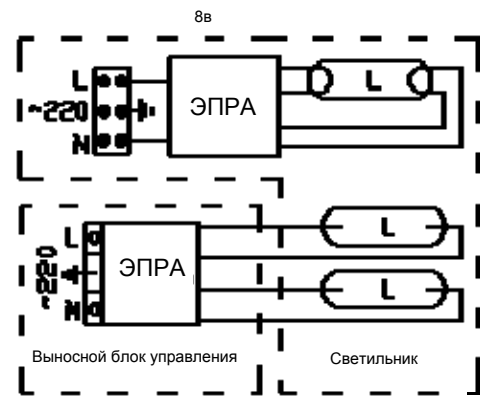 8в
L
~220
N
ЭПРА
L
L
~220
N
ЭПРА
L
L
Выносной блок управления
Светильник